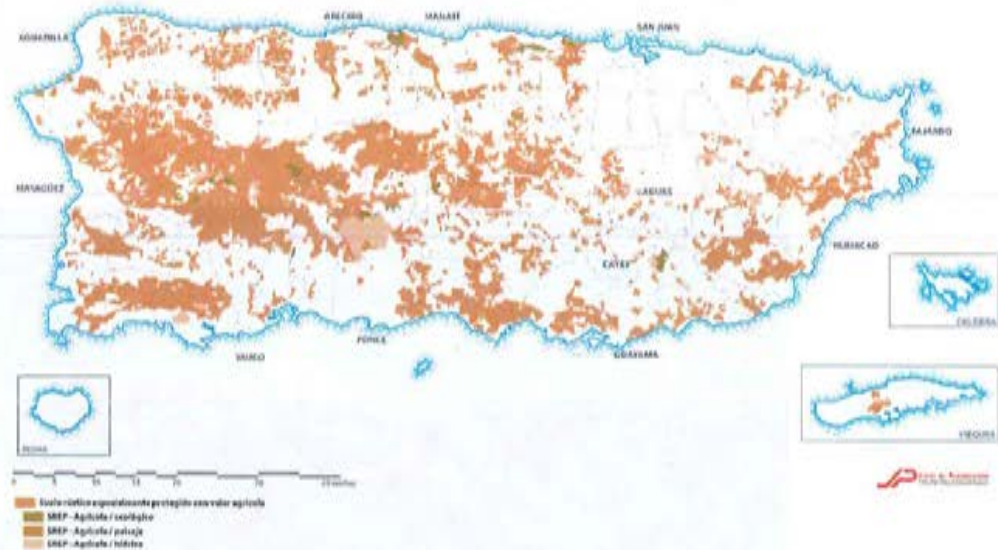 ARECIBO
MANATÍ
SAN JUAN
AGUADILLA
FAJARDO
MAYAGÜEZ
CAGUAS
HUMACAO
CAYEY
CULEBRA
YAUCO
PONCE
GUAYAMA
VIEQUES
Suelo rústico especialmente protegido con valor agrícola
SREP - Agrícola / ecológico
SREP - Agrícola / paisaje
SREP - Agrícola / hídrico